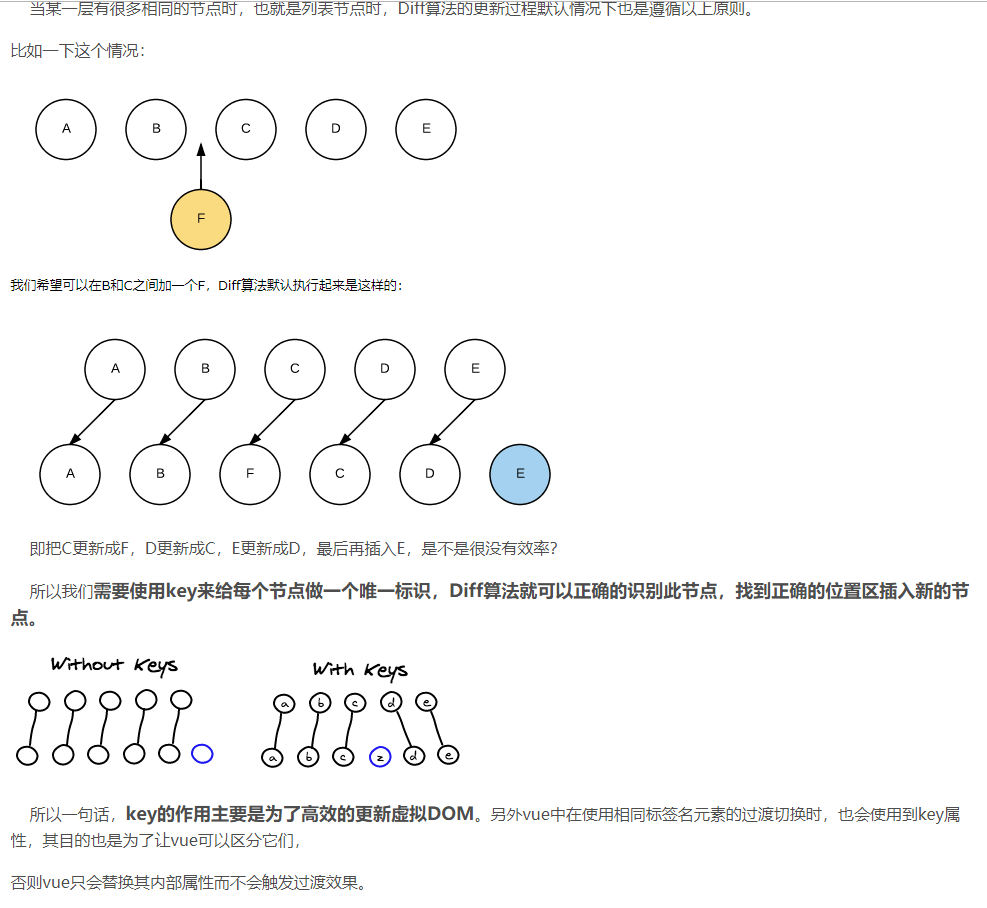 当某一层有很多相同的节点时，也就是列表节点时，Diff算法的更新过程默认情况下也是遵循以上原则。
比如一下这个情况：
A B C D E
F
我们希望可以在B和C之间加一个F，Diff算法默认执行起来是这样的：
A B C D E
A B F C D E
即把C更新成F，D更新成C，E更新成D，最后再插入E，是不是很没有效率？
所以我们需要使用key来给每个节点做一个唯一标识，Diff算法就可以正确的识别此节点，找到正确的位置区插入新的节
点。
Without keys
With keys
a b c d e
a b c z d e
所以一句话，key的作用主要是为了高效的更新虚拟DOM。另外vue中在使用相同标签名元素的过渡切换时，也会使用到key属
性，其目的也是为了让vue可以区分它们，
否则vue只会替换其内部属性而不会触发过渡效果。